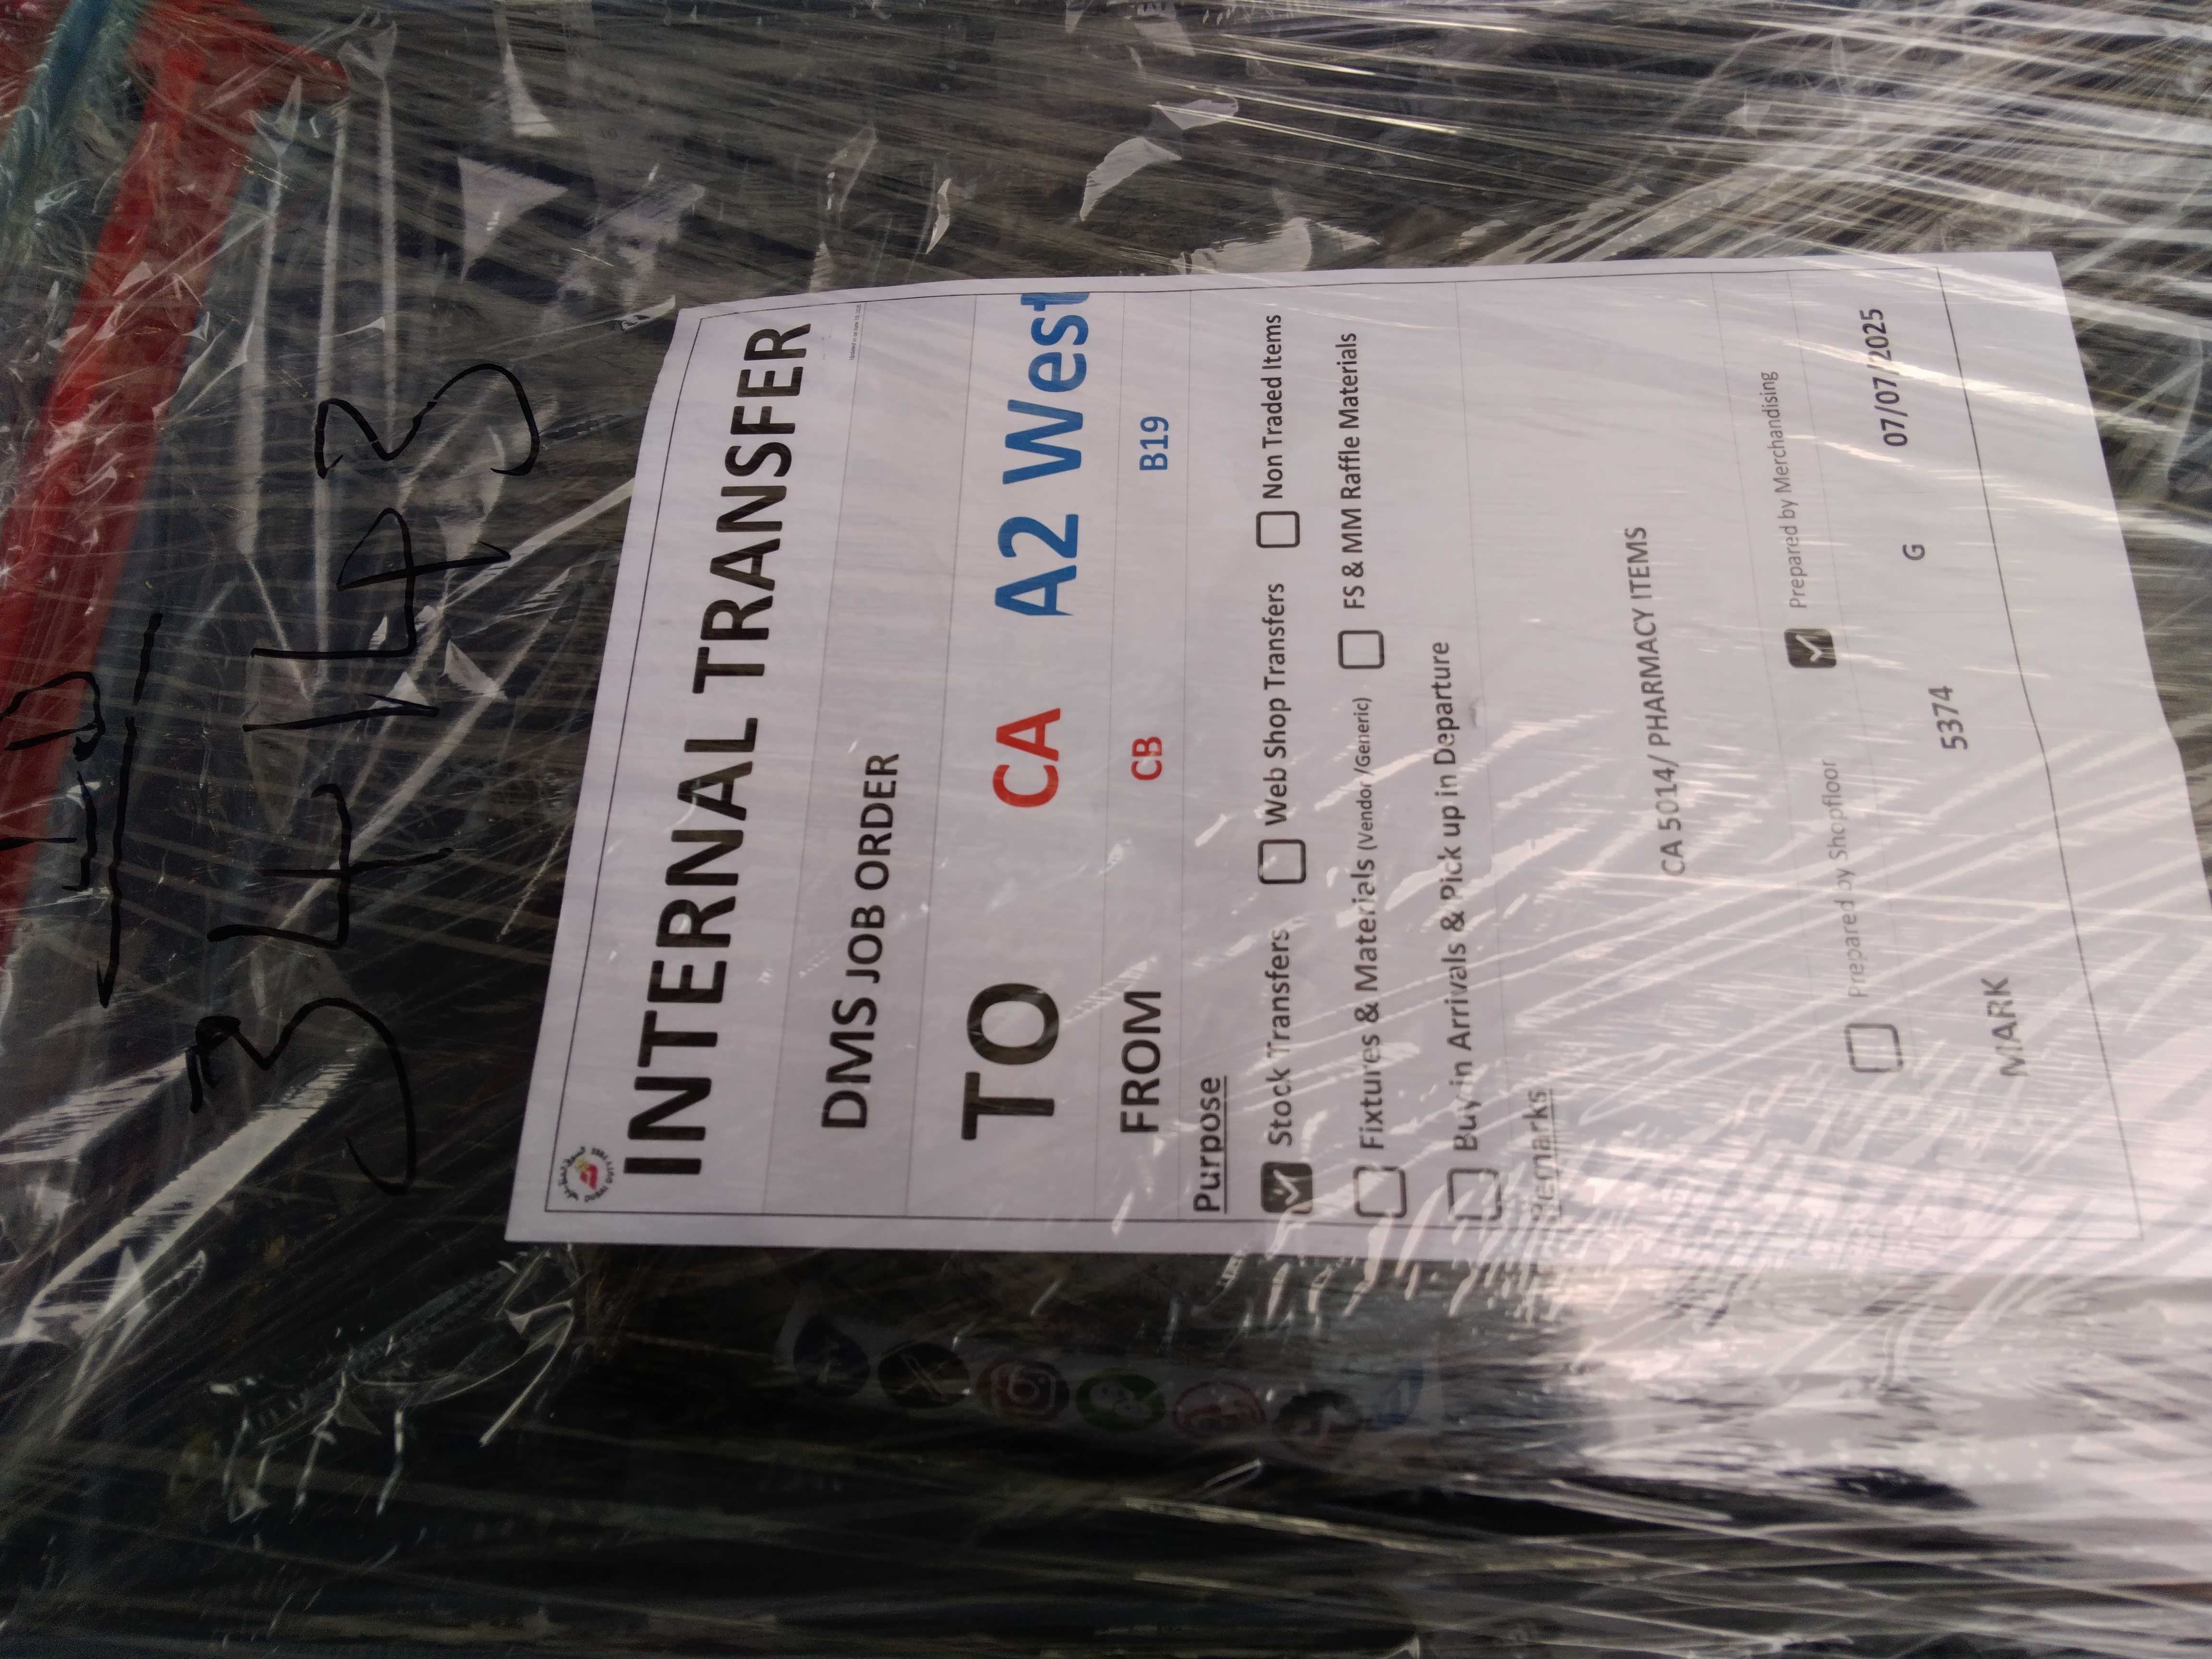 34143
INTERNAL TRANSFER
DMS JOB ORDER
TO CA A2 West
FROM CB B19
Purpose
Stock Transfers Web Shop Transfers Non Traded Items
Fixtures & Materials (Vendor /Generic) FS & MM Raffle Materials
Buy in Arrivals & Pick up in Departure
Remarks
CA 5014/ PHARMACY ITEMS
Prepared by Shopfloor Prepared by Merchandising
MARK 5374 G 07/07/2025